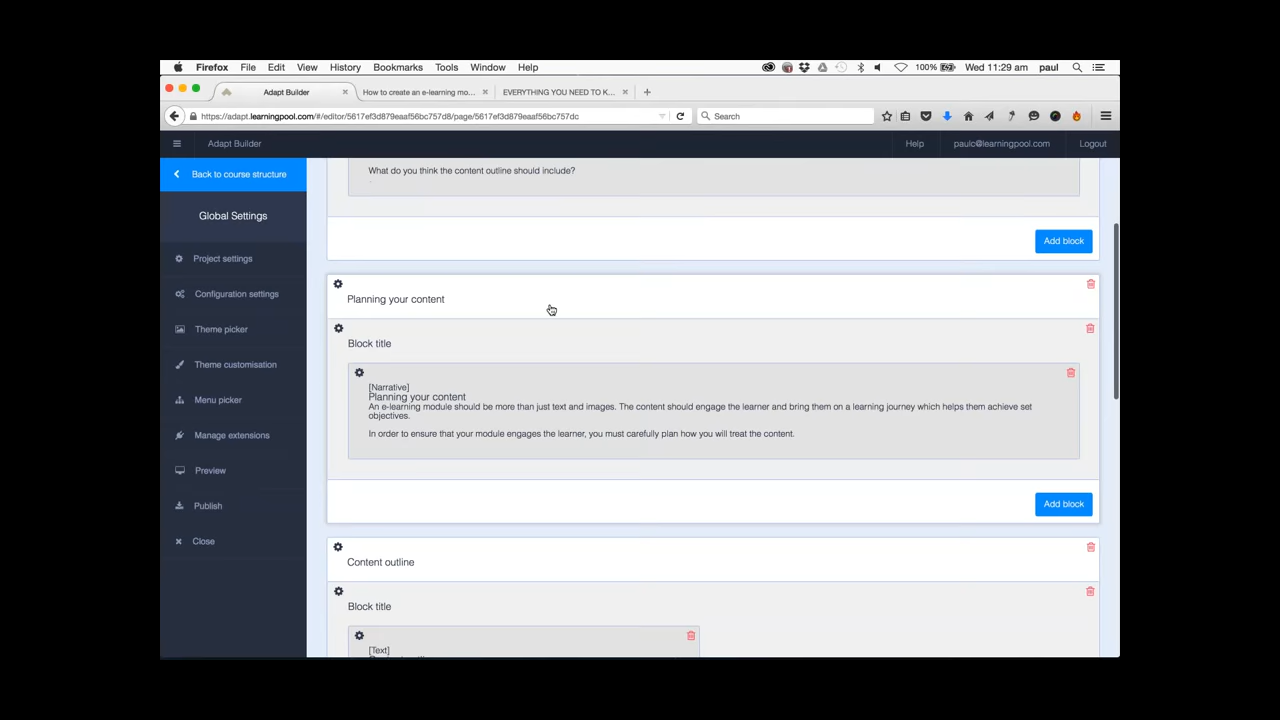 Firefox File Edit View History Bookmarks Tools Window Help 100% Wed 11:29 am paul
Adapt Builder How to create an e-learning mo... EVERYTHING YOU NEED TO K...
https://adapt.learningpool.com/#/editor/5617ef3d879eaaf56bc757d8/page/5617ef3d879eaaf56bc757dc Search
Adapt Builder Help paulc@learningpool.com Logout
Back to course structure
Global Settings
Project settings
Configuration settings
Theme picker
Theme customisation
Menu picker
Manage extensions
Preview
Publish
Close
What do you think the content outline should include?
Add block
Planning your content
Block title
[Narrative]
Planning your content
An e-learning module should be more than just text and images. The content should engage the learner and bring them on a learning journey which helps them achieve set
objectives.
In order to ensure that your module engages the learner, you must carefully plan how you will treat the content.
Add block
Content outline
Block title
[Text]